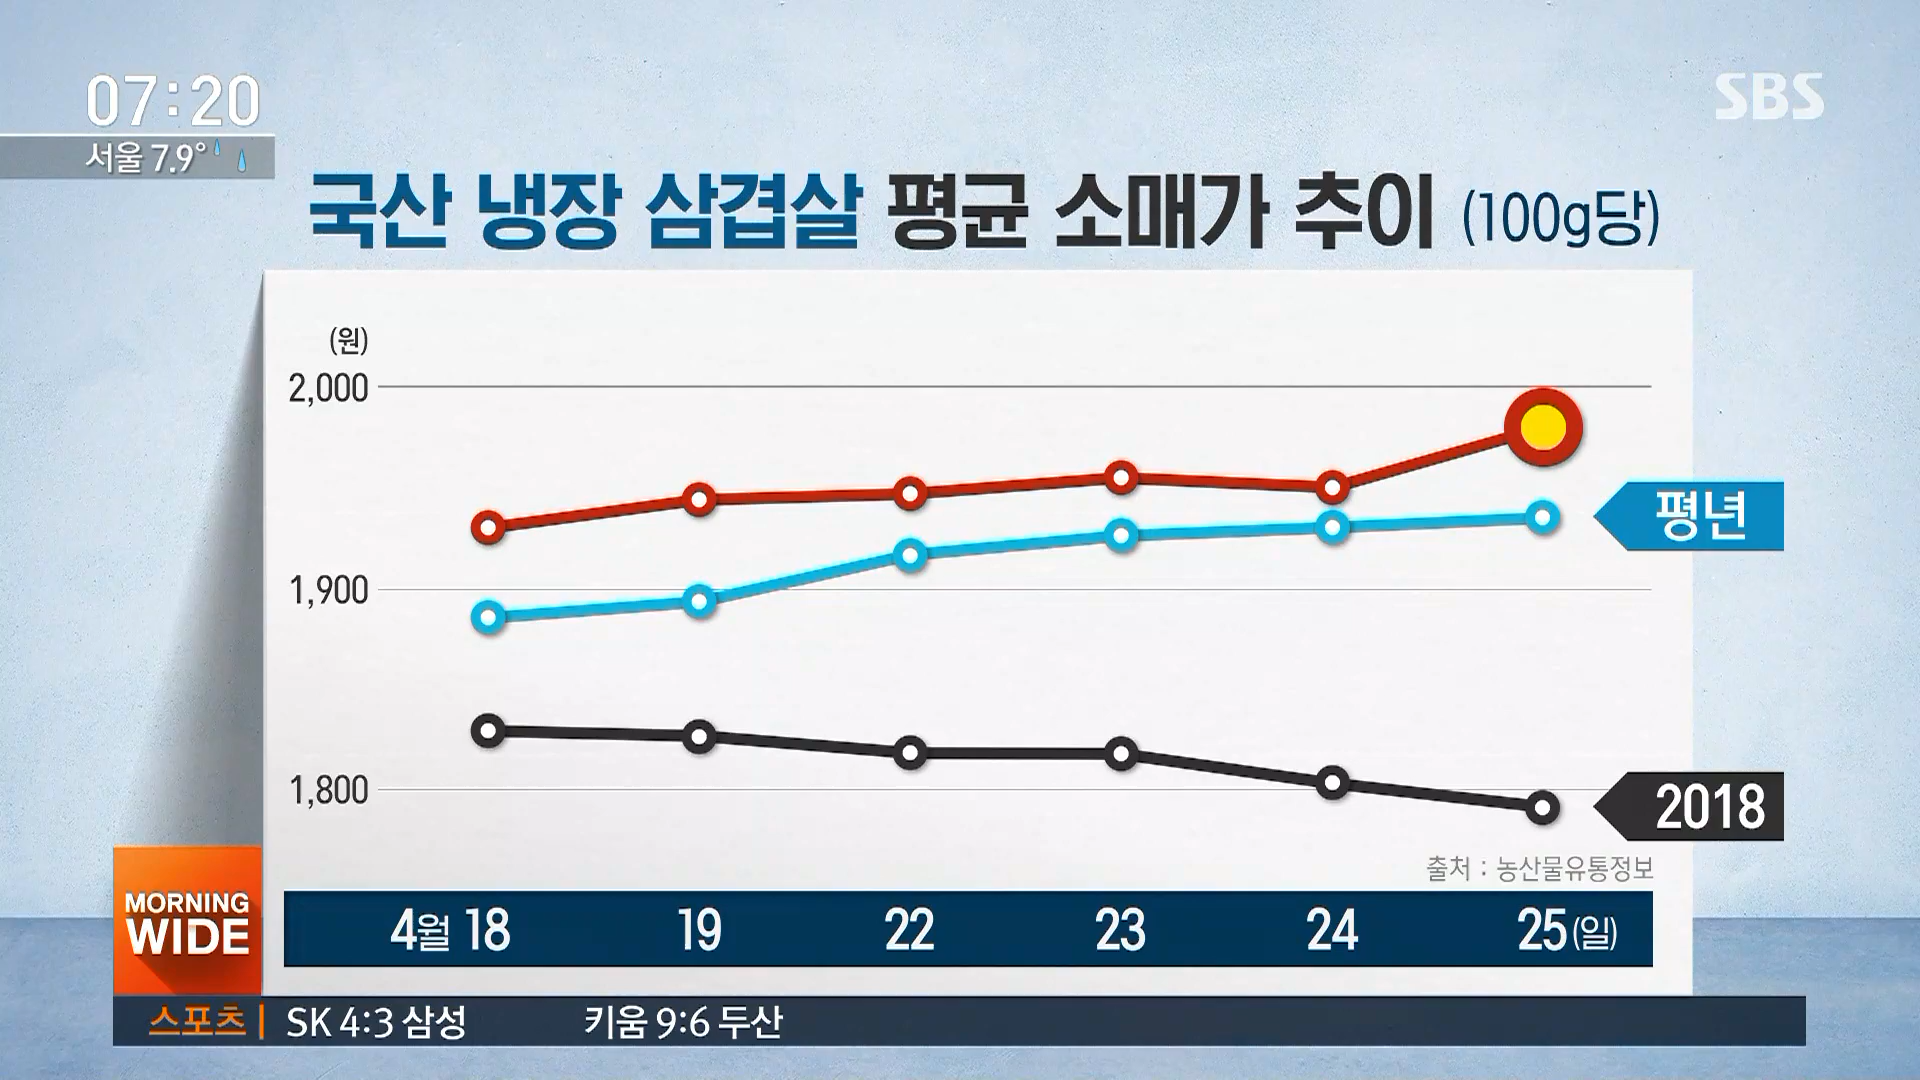 07:20
SBS
서울 7.9°
국산 냉장 삼겹살 평균 소매가 추이 (100g당)
(원)
2,000
평년
1,900
1,800
2018
출처 : 농산물유통정보
MORNING
WIDE
4월 18 19 22 23 24 25(일)
스포츠 SK 4:3 삼성 키움 9:6 두산